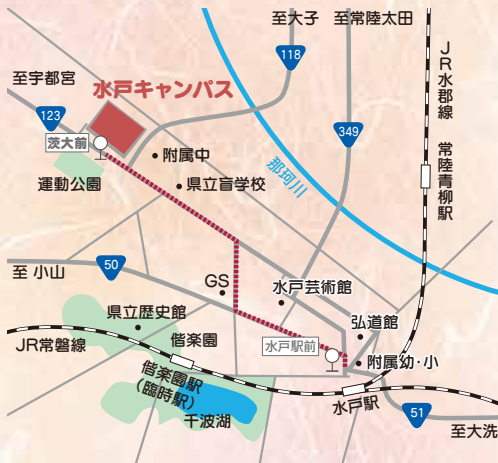 至大子
至常陸太田
118
JR水郡線
常陸青柳駅
至宇都宮
水戸キャンパス
123
茨大前
附属中
349
運動公園
県立盲学校
那珂川
至 小山
50
GS
水戸芸術館
県立歴史館
弘道館
JR常磐線
偕楽園
水戸駅前
附属幼・小
偕楽園駅
(臨時駅)
千波湖
水戸駅
51
至大洗